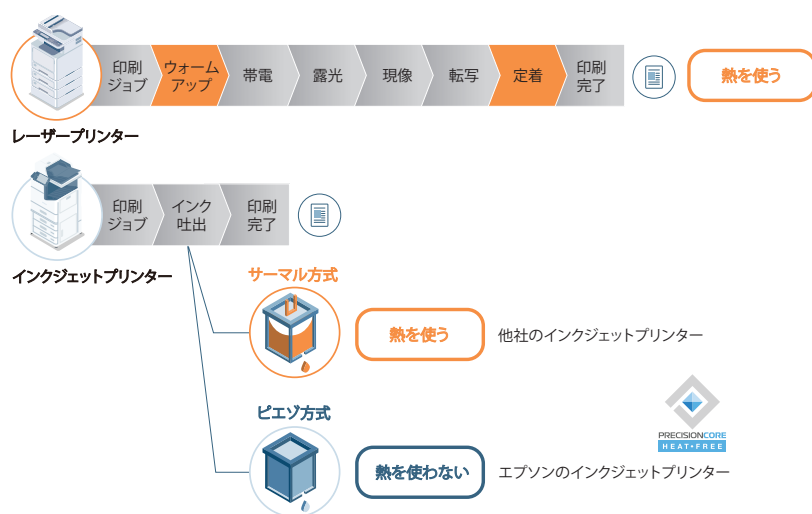 印刷
ジョブ
ウォーム
アップ
帯電
露光
現像
転写
定着
印刷
完了
熱を使う
レーザープリンター
印刷
ジョブ
インク
吐出
印刷
完了
インクジェットプリンター
サーマル方式
熱を使う
他社のインクジェットプリンター
ピエゾ方式
PRECISIONCORE
HEAT•FREE
熱を使わない
エプソンのインクジェットプリンター